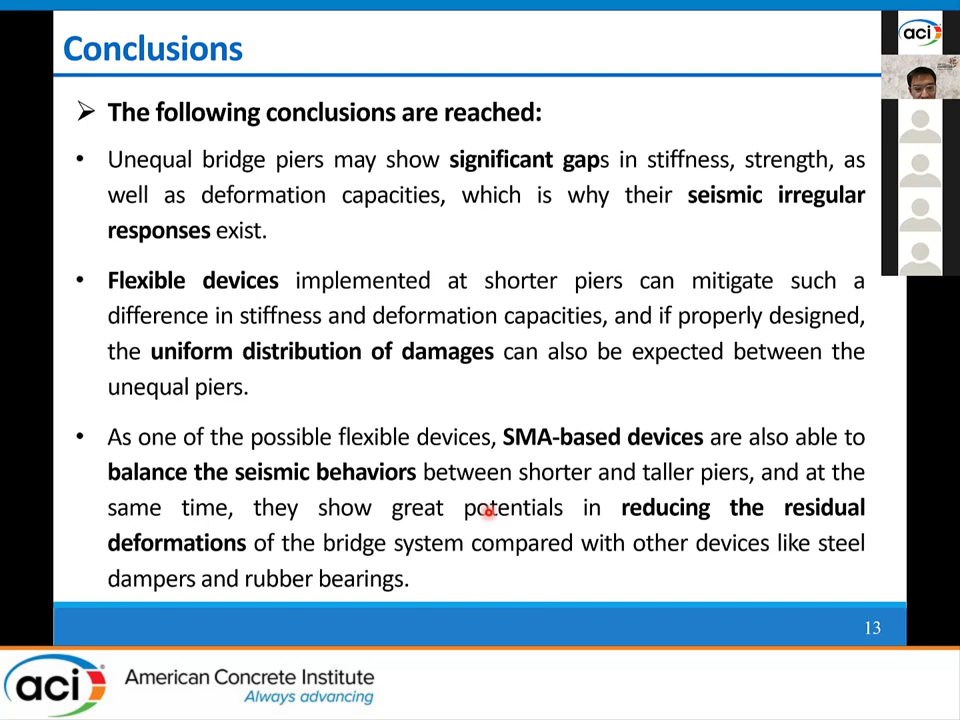 Conclusions
aci
➢ The following conclusions are reached:
• Unequal bridge piers may show significant gaps in stiffness, strength, as
well as deformation capacities, which is why their seismic irregular
responses exist.
• Flexible devices implemented at shorter piers can mitigate such a
difference in stiffness and deformation capacities, and if properly designed,
the uniform distribution of damages can also be expected between the
unequal piers.
• As one of the possible flexible devices, SMA-based devices are also able to
balance the seismic behaviors between shorter and taller piers, and at the
same time, they show great potentials in reducing the residual
deformations of the bridge system compared with other devices like steel
dampers and rubber bearings.
13
aci
American Concrete Institute
Always advancing